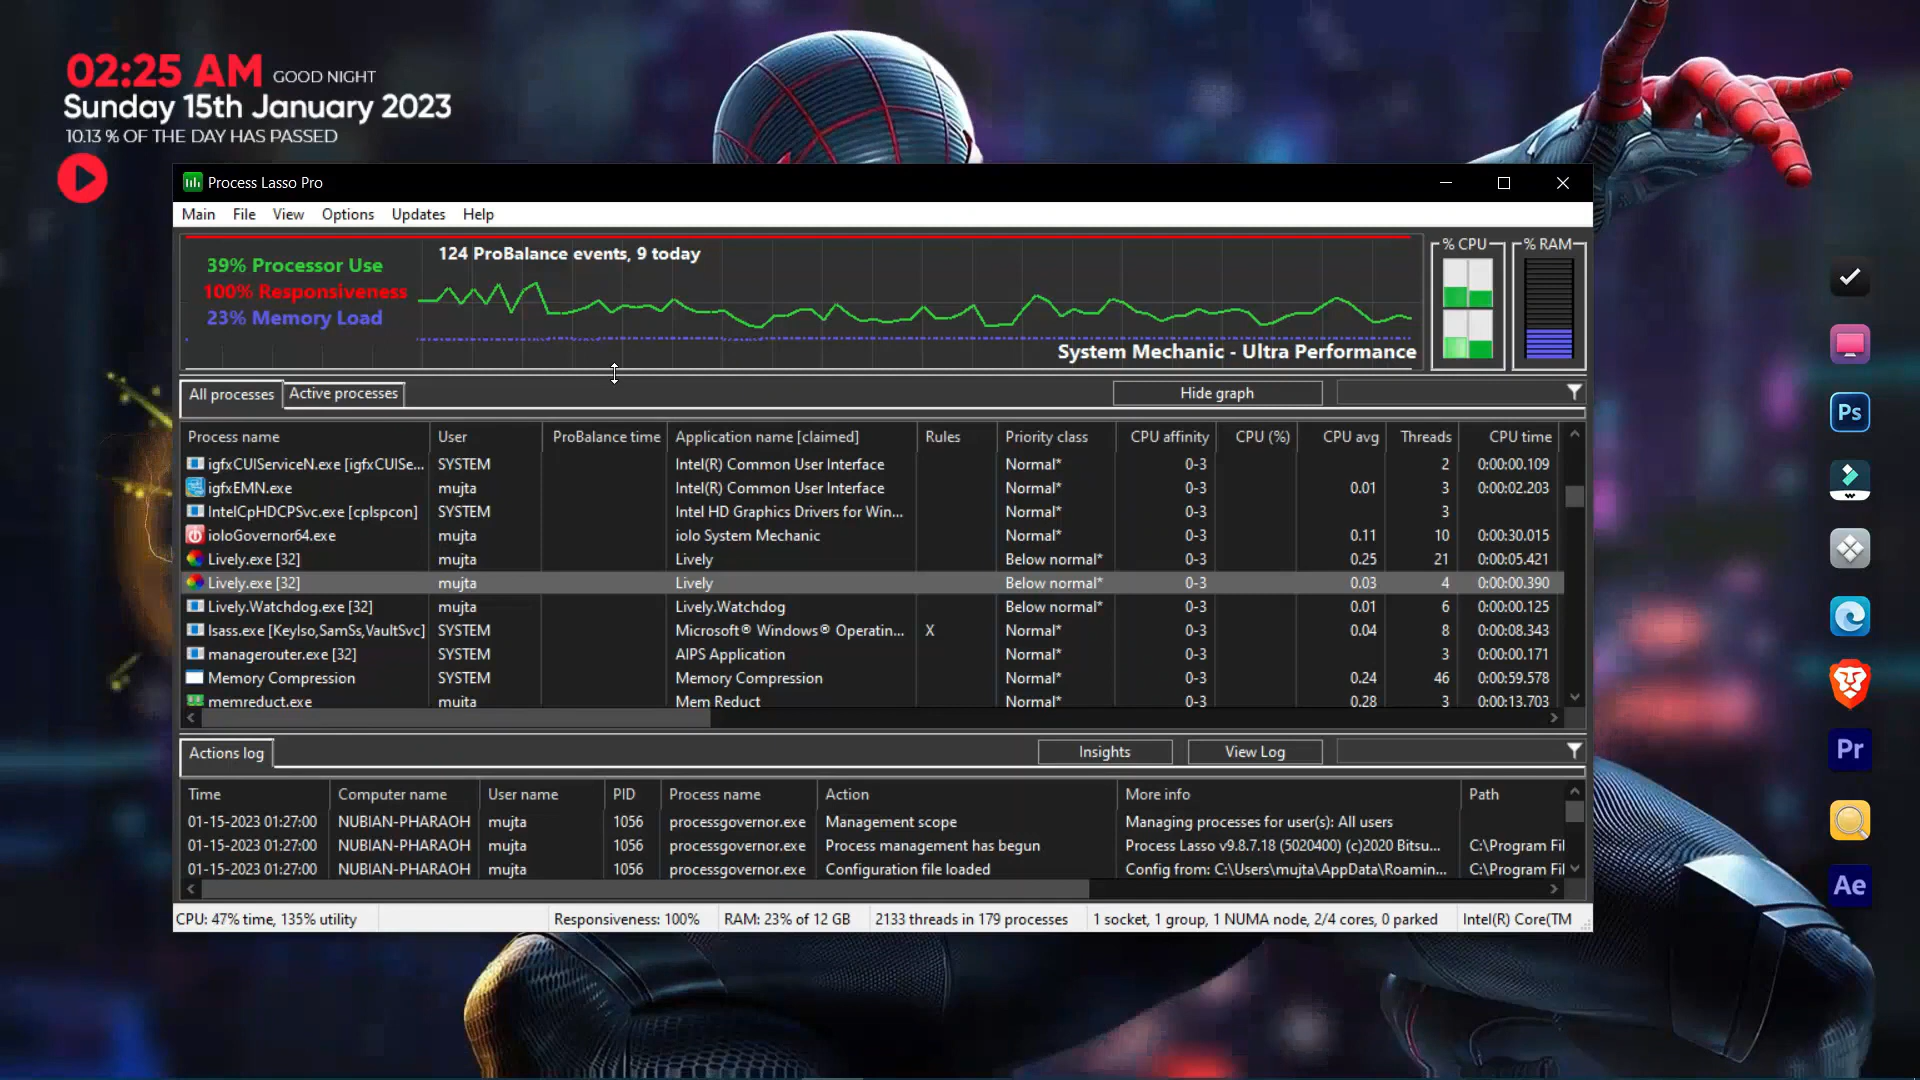 02:25 AM GOOD NIGHT
Sunday 15th January 2023
10.13 % OF THE DAY HAS PASSED
Process Lasso Pro
Main File View Options Updates Help
39% Processor Use
100% Responsiveness
23% Memory Load
124 ProBalance events, 9 today
System Mechanic - Ultra Performance
% CPU % RAM
All processes Active processes Hide graph
Process name User ProBalance time Application name [claimed] Rules Priority class CPU affinity CPU (%) CPU avg Threads CPU time
igfxCUIServiceN.exe [igfxCUISe... SYSTEM Intel(R) Common User Interface Normal* 0-3 2 0:00:00.109
igfxEMN.exe mujta Intel(R) Common User Interface Normal* 0-3 0.01 3 0:00:02.203
IntelCpHDCPSvc.exe [cplspcon] SYSTEM Intel HD Graphics Drivers for Win... Normal* 0-3 3
ioloGovernor64.exe mujta iolo System Mechanic Normal* 0-3 0.11 10 0:00:30.015
Lively.exe [32] mujta Lively Below normal* 0-3 0.25 21 0:00:05.421
Lively.exe [32] mujta Lively Below normal* 0-3 0.03 4 0:00:00.390
Lively.Watchdog.exe [32] mujta Lively.Watchdog Below normal* 0-3 0.01 6 0:00:00.125
lsass.exe [KeyIso,SamSs,VaultSvc] SYSTEM Microsoft® Windows® Operatin... X Normal* 0-3 0.04 8 0:00:08.343
managerouter.exe [32] SYSTEM AIPS Application Normal* 0-3 3 0:00:00.171
Memory Compression SYSTEM Memory Compression Normal* 0-3 0.24 46 0:00:59.578
memreduct.exe mujta Mem Reduct Normal* 0-3 0.28 3 0:00:13.703
Actions log Insights View Log
Time Computer name User name PID Process name Action More info Path
01-15-2023 01:27:00 NUBIAN-PHARAOH mujta 1056 processgovernor.exe Management scope Managing processes for user(s): All users
01-15-2023 01:27:00 NUBIAN-PHARAOH mujta 1056 processgovernor.exe Process management has begun Process Lasso v9.8.7.18 (5020400) (c)2020 Bitsu... C:\Program Fil
01-15-2023 01:27:00 NUBIAN-PHARAOH mujta 1056 processgovernor.exe Configuration file loaded Config from: C:\Users\mujta\AppData\Roamin... C:\Program Fil
CPU: 47% time, 135% utility Responsiveness: 100% RAM: 23% of 12 GB 2133 threads in 179 processes 1 socket, 1 group, 1 NUMA node, 2/4 cores, 0 parked Intel(R) Core(TM
Ps
Pr
Ae